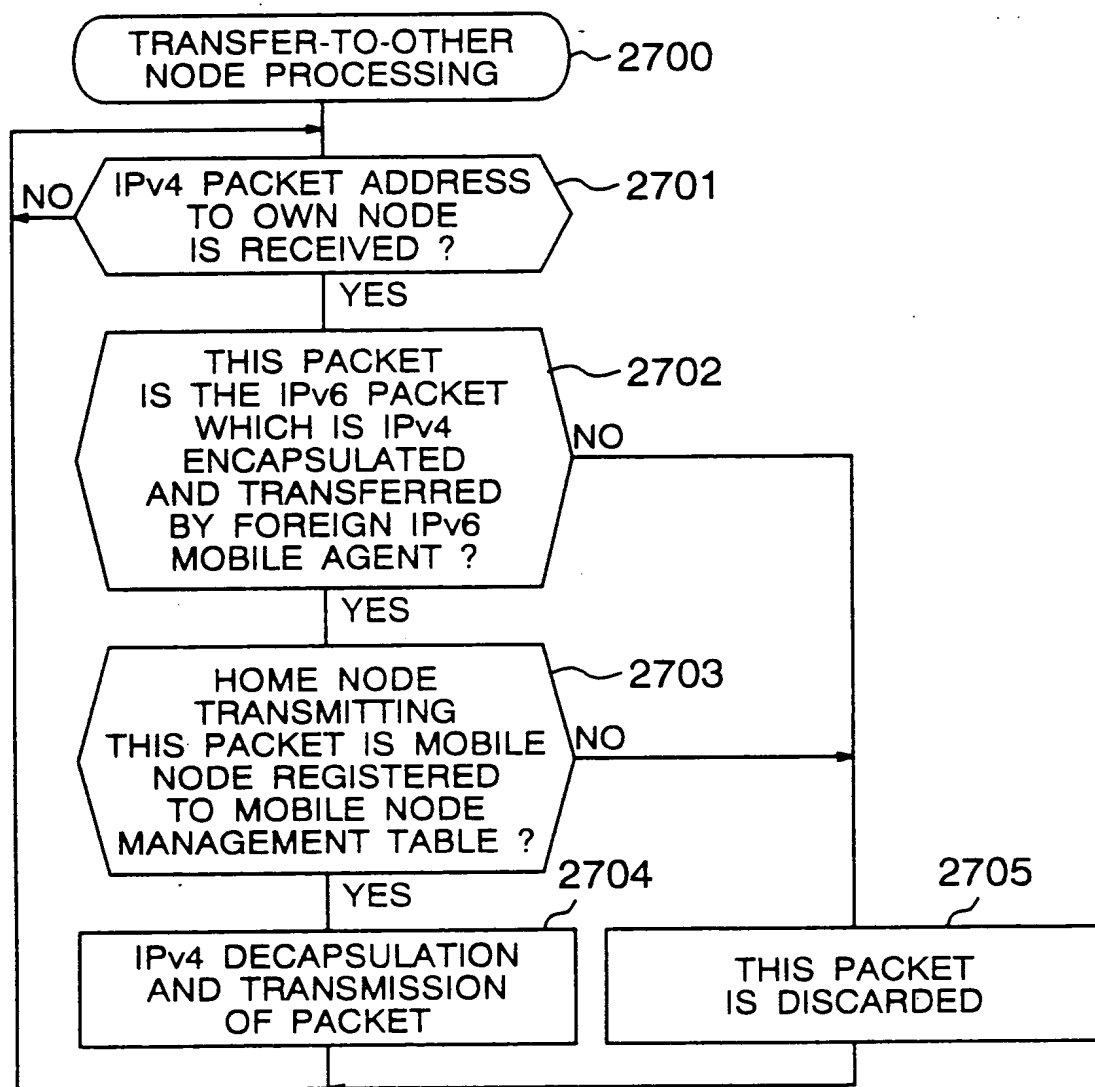 TRANSFER-TO-OTHER
NODE PROCESSING
2700
IPv4 PACKET ADDRESS
TO OWN NODE
IS RECEIVED ?
2701
NO
YES
THIS PACKET
IS THE IPv6 PACKET
WHICH IS IPv4
ENCAPSULATED
AND TRANSFERRED
BY FOREIGN IPv6
MOBILE AGENT ?
2702
NO
YES
HOME NODE
TRANSMITTING
THIS PACKET IS MOBILE
NODE REGISTERED
TO MOBILE NODE
MANAGEMENT TABLE ?
2703
NO
YES
2704
IPv4 DECAPSULATION
AND TRANSMISSION
OF PACKET
2705
THIS PACKET
IS DISCARDED